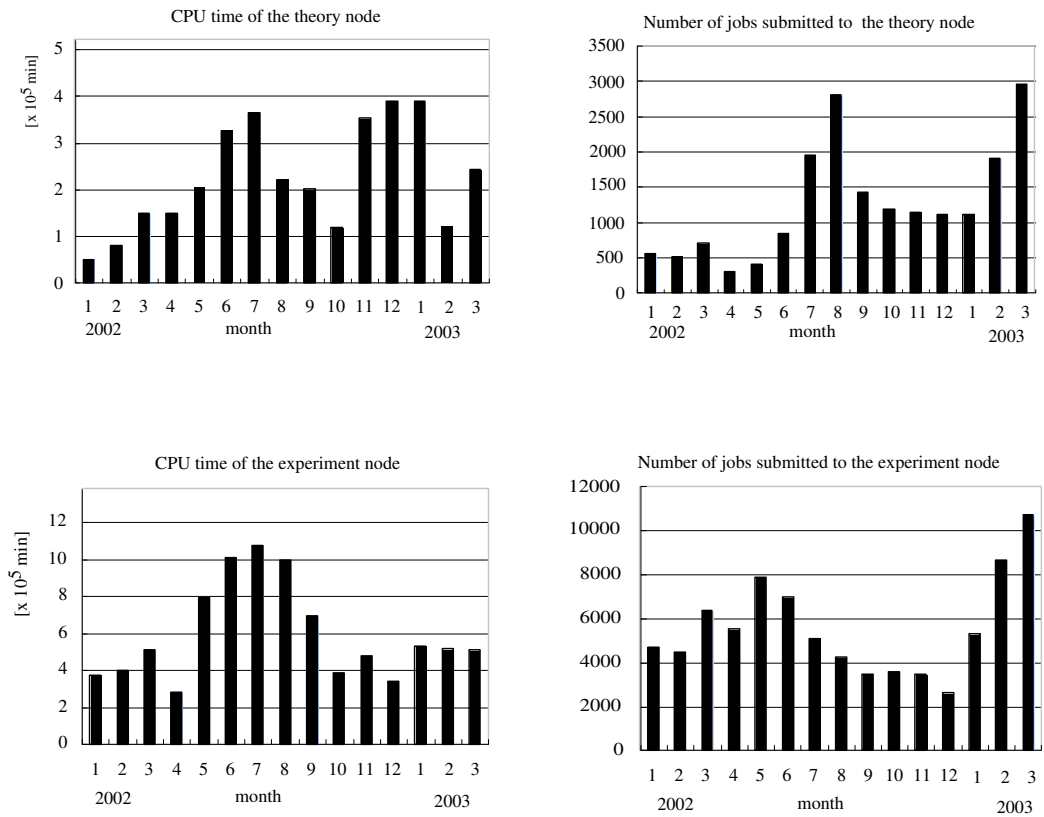 CPU time of the theory node
[x 10^5 min]
5
4
3
2
1
0
1 2 3 4 5 6 7 8 9 10 11 12 1 2 3
2002 month 2003
Number of jobs submitted to the theory node
3500
3000
2500
2000
1500
1000
500
0
1 2 3 4 5 6 7 8 9 10 11 12 1 2 3
2002 month 2003
CPU time of the experiment node
[x 10^5 min]
12
10
8
6
4
2
0
1 2 3 4 5 6 7 8 9 10 11 12 1 2 3
2002 month 2003
Number of jobs submitted to the experiment node
12000
10000
8000
6000
4000
2000
0
1 2 3 4 5 6 7 8 9 10 11 12 1 2 3
2002 month 2003